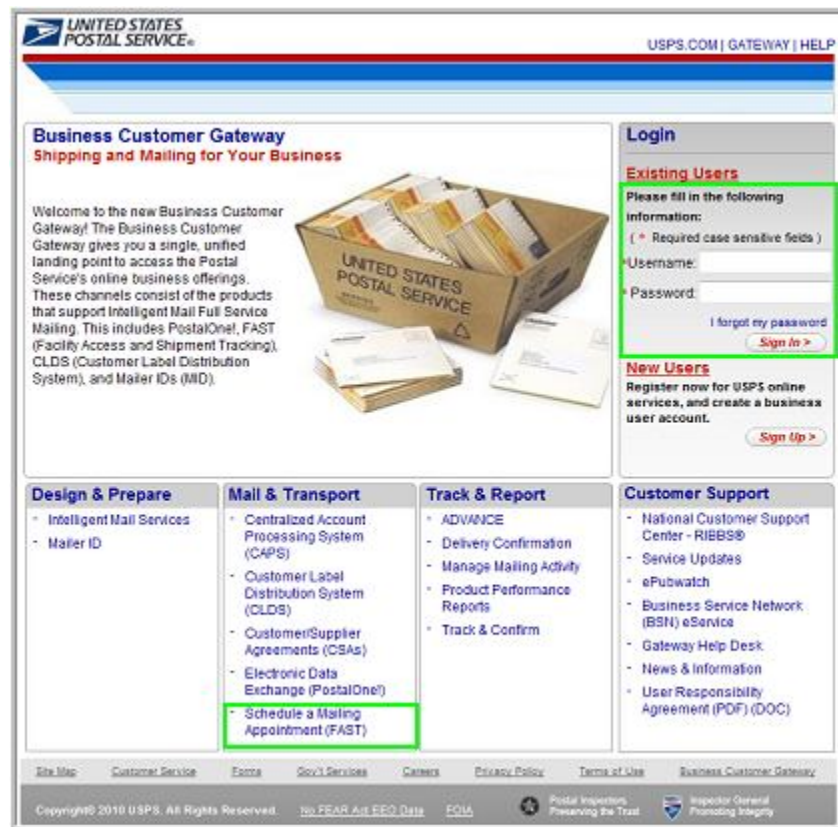 UNITED STATES
POSTAL SERVICE®
USPS.COM | GATEWAY | HELP
Business Customer Gateway
Shipping and Mailing for Your Business
Welcome to the new Business Customer
Gateway! The Business Customer
Gateway gives you a single, unified
landing point to access the Postal
Service's online business offerings.
These channels consist of the products
that support Intelligent Mail Full Service
Mailing. This includes PostalOne!, FAST
(Facility Access and Shipment Tracking),
CLDS (Customer Label Distribution
System), and Mailer IDs (MID).
UNITED STATES
POSTAL SERVICE
Login
Existing Users
Please fill in the following
information:
( * Required case sensitive fields )
*Username:
* Password:
I forgot my password
Sign In >
New Users
Register now for USPS online
services, and create a business
user account.
Sign Up >
Design & Prepare
- Intelligent Mail Services
- Mailer ID
Mail & Transport
- Centralized Account
Processing System
(CAPS)
- Customer Label
Distribution System
(CLDS)
- Customer/Supplier
Agreements (CSAs)
- Electronic Data
Exchange (PostalOne!)
- Schedule a Mailing
Appointment (FAST)
Track & Report
- ADVANCE
- Delivery Confirmation
- Manage Mailing Activity
- Product Performance
Reports
- Track & Confirm
Customer Support
- National Customer Support
Center - RIBBS®
- Service Updates
- ePubwatch
- Business Service Network
(BSN) eService
- Gateway Help Desk
- News & Information
- User Responsibility
Agreement (PDF) (DOC)
Site Map Customer Service Forms Gov't Services Careers Privacy Policy Terms of Use Business Customer Gateway
Copyright© 2010 USPS. All Rights Reserved. No FEAR Act EEO Data FOIA
Postal Inspectors
Preserving the Trust
Inspector General
Promoting Integrity